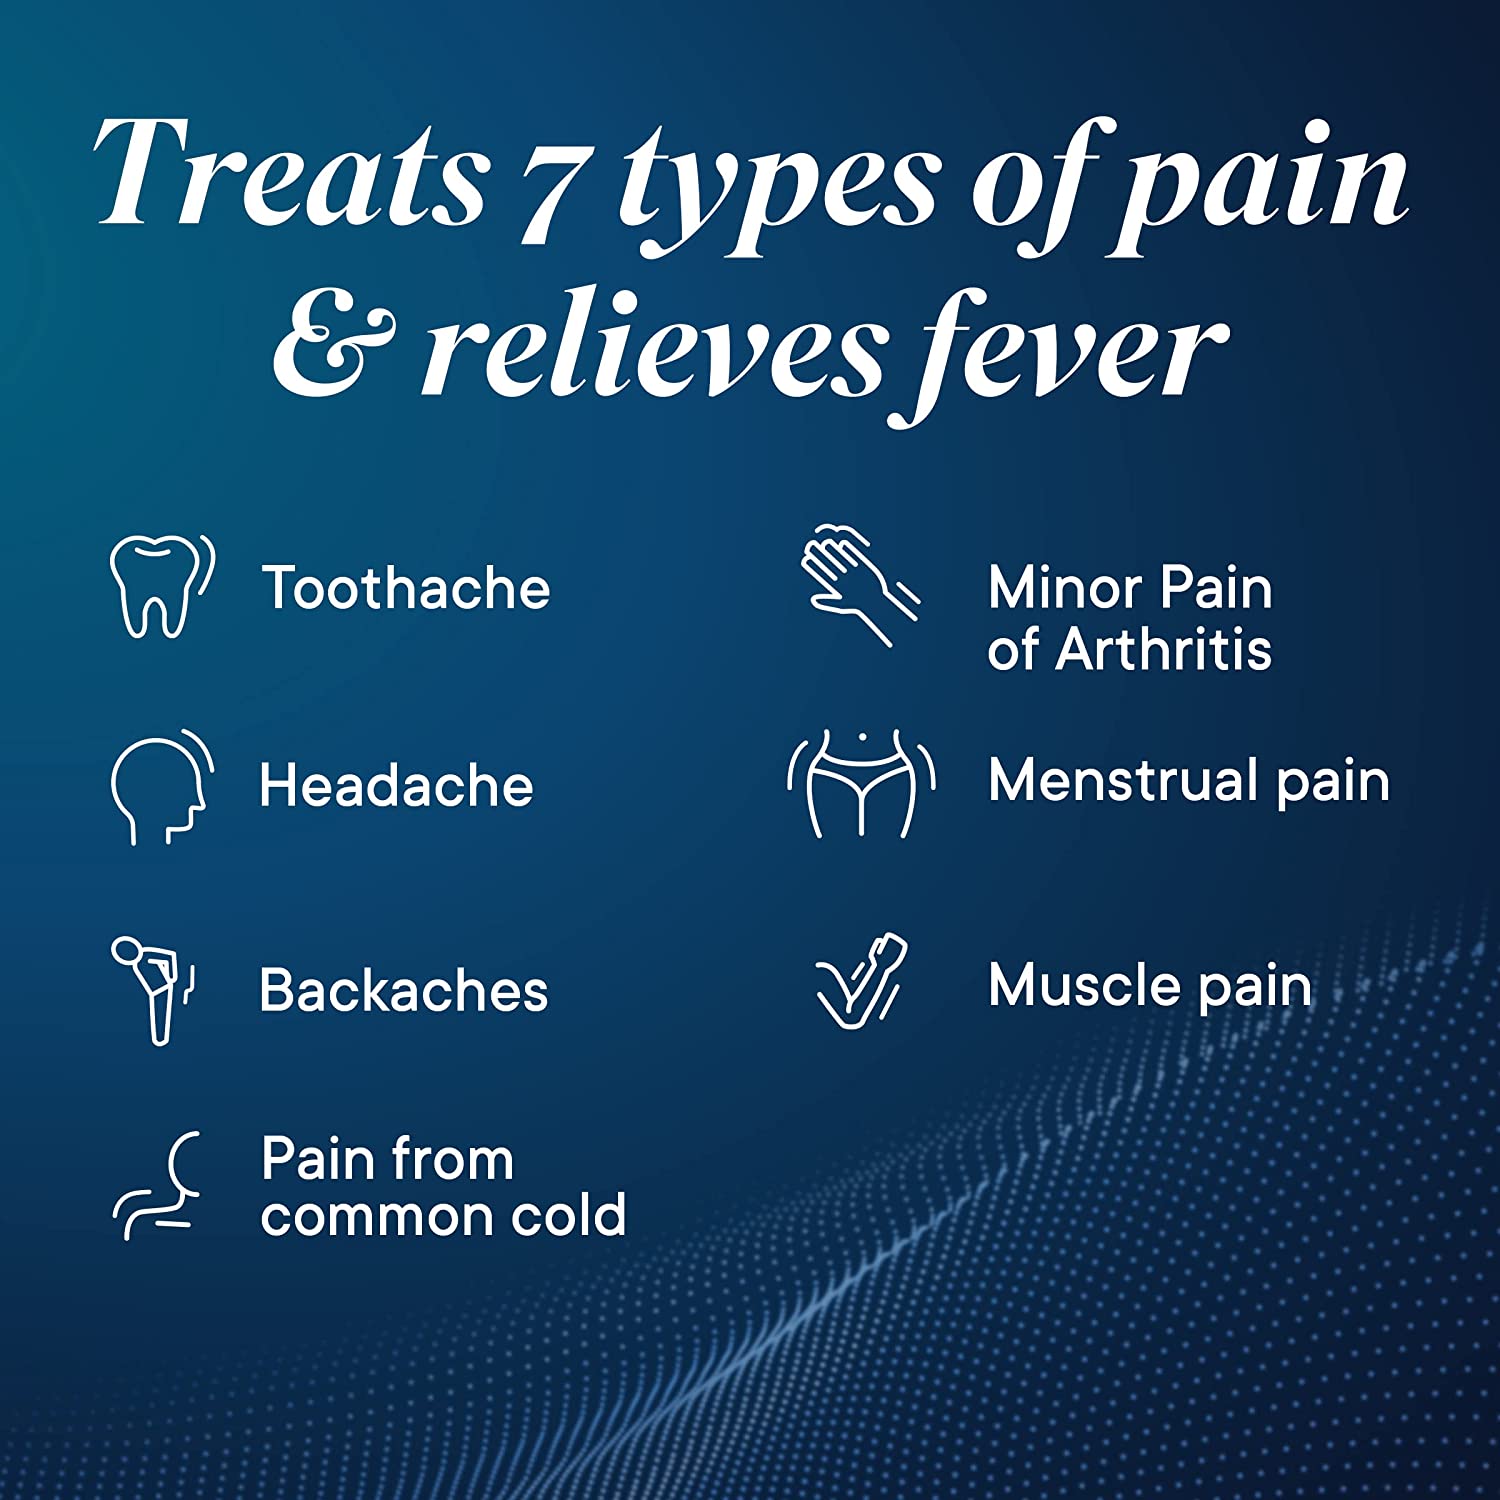 Treats 7 types of pain
& relieves fever
Toothache
Headache
Backaches
Pain from
common cold
Minor Pain
of Arthritis
Menstrual pain
Muscle pain